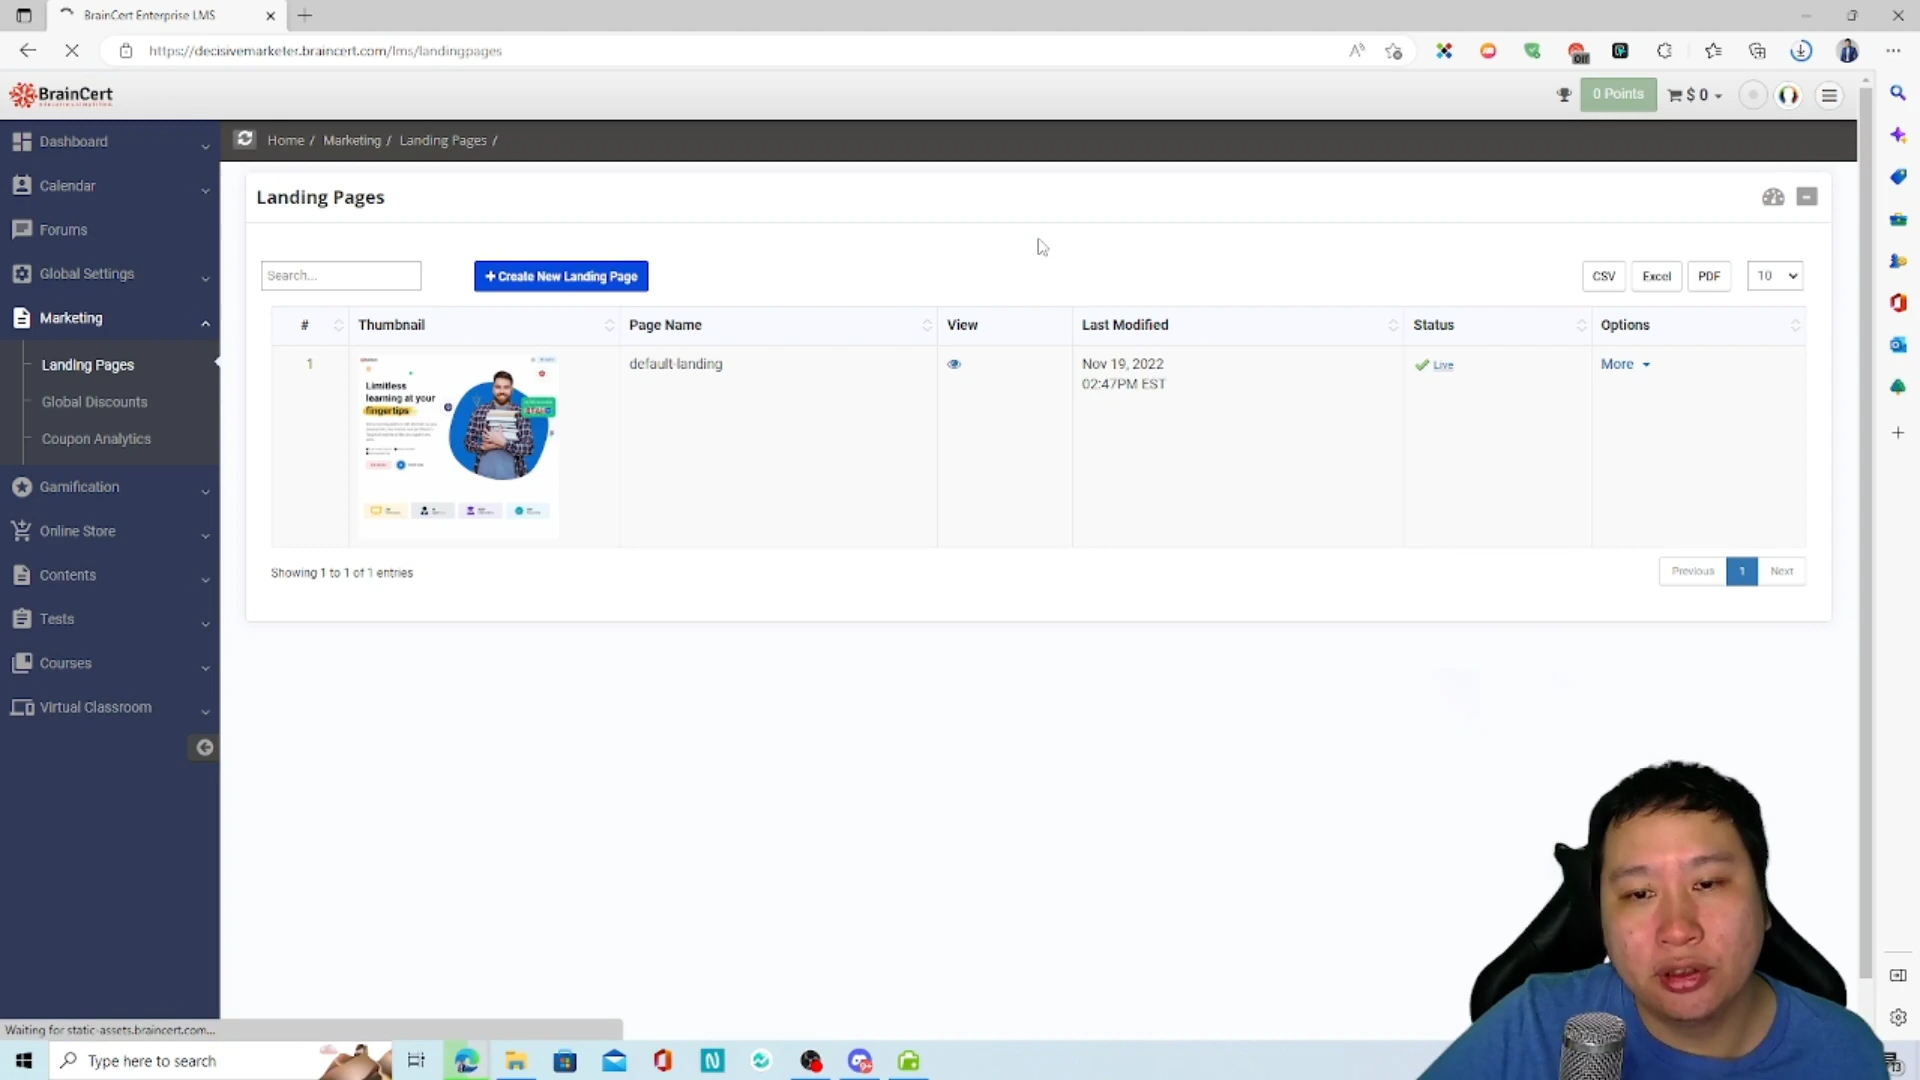 BrainCert Enterprise LMS
https://decisivemarketer.braincert.com/lms/landingpages
BrainCert
0 Points
$ 0
Dashboard
Calendar
Forums
Global Settings
Marketing
Landing Pages
Global Discounts
Coupon Analytics
Gamification
Online Store
Contents
Tests
Courses
Virtual Classroom
Home / Marketing / Landing Pages /
Landing Pages
Search...
+ Create New Landing Page
CSV Excel PDF 10
# Thumbnail Page Name View Last Modified Status Options
1 default-landing Nov 19, 2022 Live More
02:47PM EST
Limitless
learning at your
fingertips
Showing 1 to 1 of 1 entries
Previous 1 Next
Waiting for static-assets.braincert.com...
Type here to search